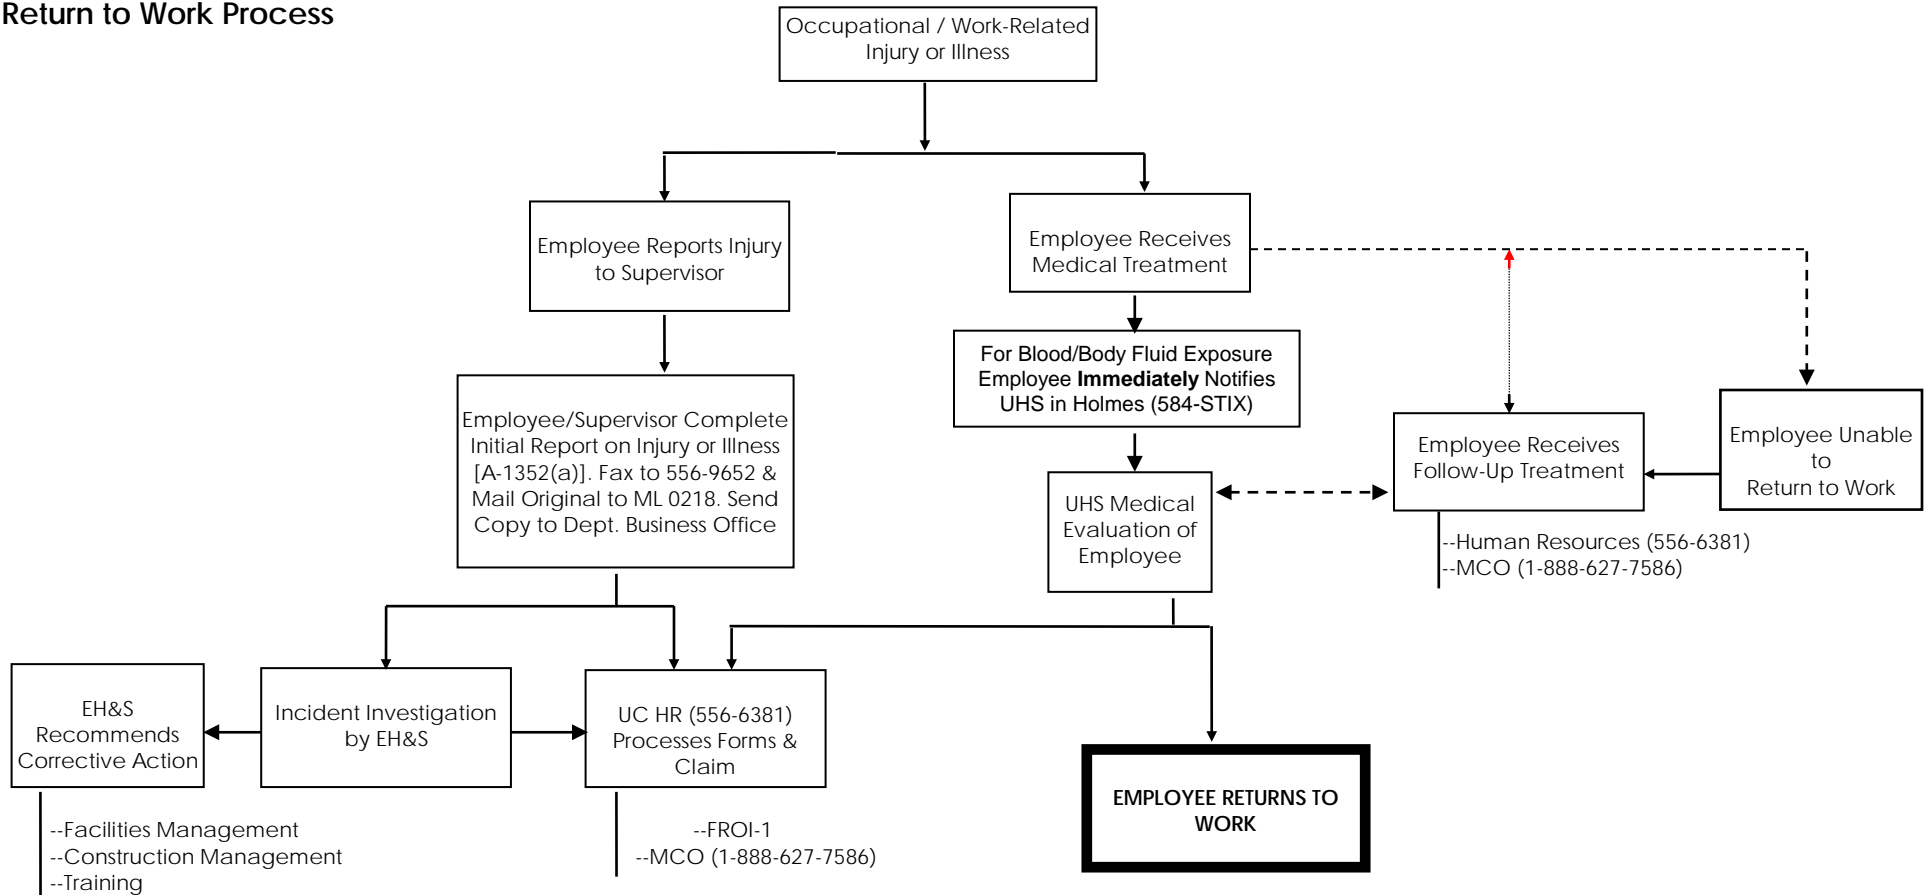 Return to Work Process
Occupational / Work-Related
Injury or Illness
Employee Reports Injury
to Supervisor
Employee Receives
Medical Treatment
For Blood/Body Fluid Exposure
Employee Immediately Notifies
UHS in Holmes (584-STIX)
Employee/Supervisor Complete
Initial Report on Injury or Illness
[A-1352(a)]. Fax to 556-9652 &
Mail Original to ML 0218. Send
Copy to Dept. Business Office
UHS Medical
Evaluation of
Employee
Employee Receives
Follow-Up Treatment
Employee Unable
to
Return to Work
--Human Resources (556-6381)
--MCO (1-888-627-7586)
EH&S
Recommends
Corrective Action
Incident Investigation
by EH&S
UC HR (556-6381)
Processes Forms &
Claim
EMPLOYEE RETURNS TO
WORK
--Facilities Management
--Construction Management
--Training
--FROI-1
--MCO (1-888-627-7586)